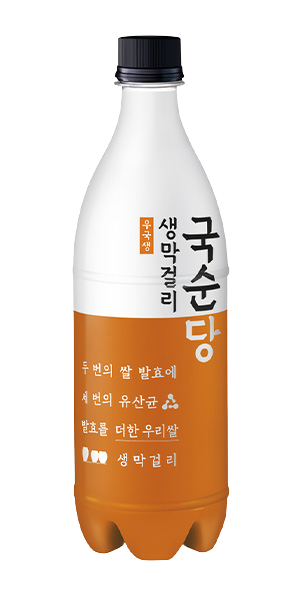 국순당
생막걸리
우국생
두 번의 쌀 발효에
세 번의 유산균
발효를 더한 우리쌀
생막걸리